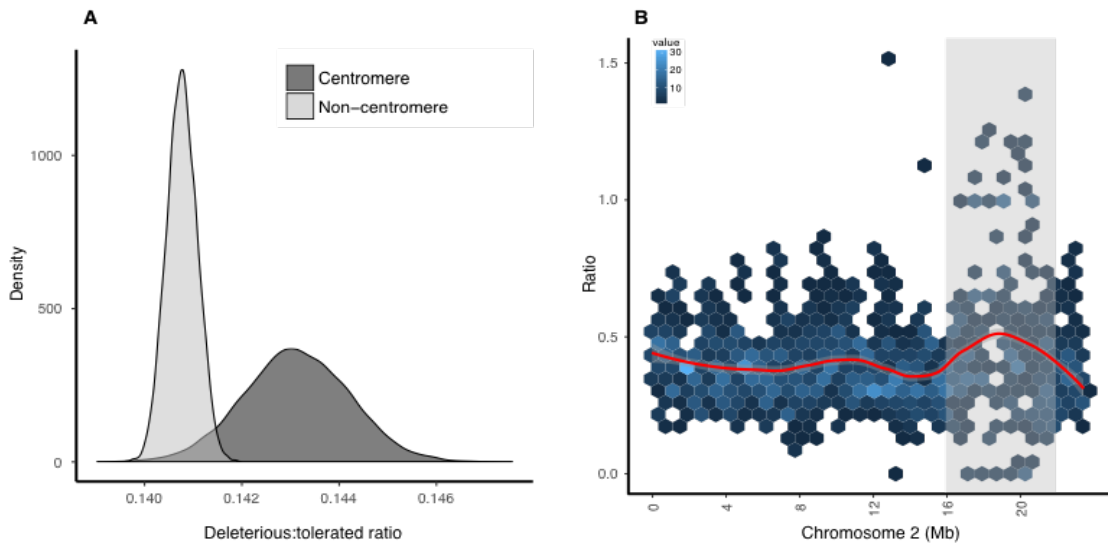 A
Centromere
Non−centromere
1000
500
0
Density
0.140
0.142
0.144
0.146
Deleterious:tolerated ratio
B
value
30
20
10
1.5
1.0
0.5
0.0
Ratio
0
4
8
12
16
20
Chromosome 2 (Mb)